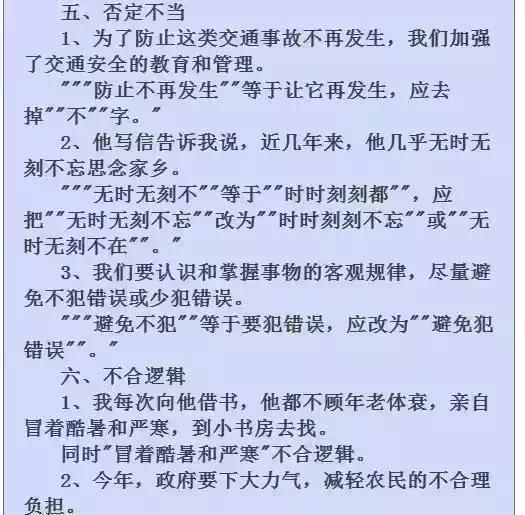 五、否定不当
1、为了防止这类交通事故不再发生，我们加强
了交通安全的教育和管理。
"""防止不再发生""等于让它再发生，应去
掉""不""字。"
2、他写信告诉我说，近几年来，他几乎无时无
刻不忘思念家乡。
"""无时无刻不""等于""时时刻刻都""，应
把""无时无刻不忘""改为""时时刻刻不忘""或""无
时无刻不在""。"
3、我们要认识和掌握事物的客观规律，尽量避
免不犯错误或少犯错误。
"""避免不犯""等于要犯错误，应改为""避免犯
错误""。"
六、不合逻辑
1、我每次向他借书，他都不顾年老体衰，亲自
冒着酷暑和严寒，到小书房去找。
同时"冒着酷暑和严寒"不合逻辑。
2、今年，政府要下大力气，减轻农民的不合理
负担。